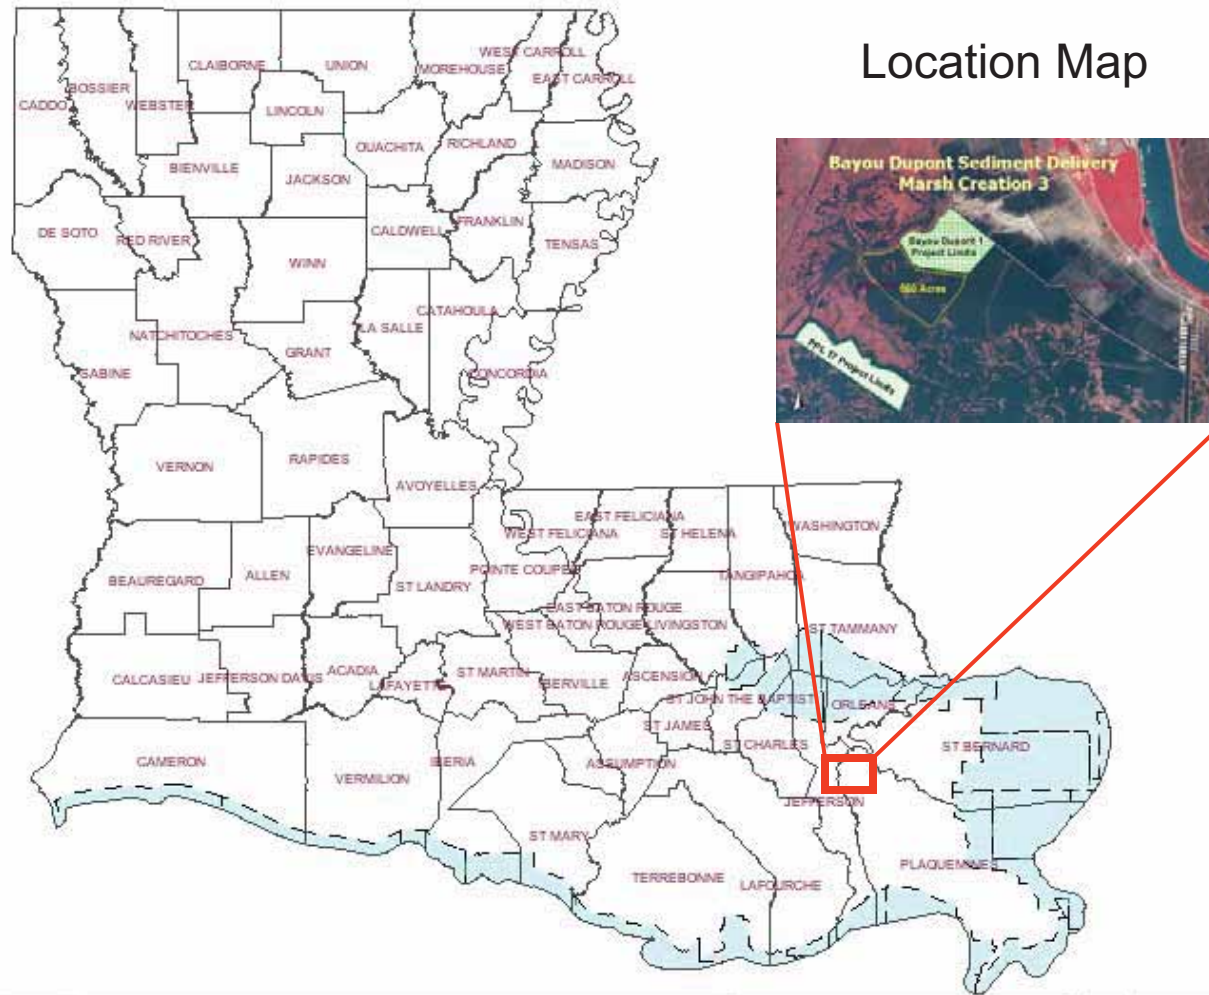 Location Map
Bayou Dupont Sediment Delivery
Marsh Creation 3
Bayou Dupont 1
Project Limits
Acres
PPL 17 Project Limits
WEST CARROLL
CLAIBORNE
UNION
MOREHOUSE
EAST CARROLL
BOSSIER
CADDO
WEBSTER
LINCOLN
OUACHITA
RICHLAND
MADISON
BIENVILLE
JACKSON
FRANKLIN
CALDWELL
DE SOTO
RED RIVER
TENSAS
WINN
CATAHOULA
LA SALLE
NATCHITOCHES
GRANT
SABINE
CONCORDIA
RAPIDES
VERNON
AVOYELLES
EAST FELICIANA
WEST FELICIANA
ST HELENA
WASHINGTON
EVANGELINE
POINTE COUPEE
TANGIPAHOA
ALLEN
BEAUREGARD
ST LANDRY
EAST BATON ROUGE
WEST BATON ROUGE
LIVINGSTON
ST TAMMANY
ACADIA
ST MARTIN
CALCASIEU
JEFFERSON DAVIS
LAFAYETTE
IBERVILLE
ASCENSION
ST JOHN THE BAPTIST
ORLEANS
ST JAMES
ST CHARLES
ST BERNARD
CAMERON
IBERIA
ASSUMPTION
VERMILION
JEFFERSON
ST MARY
PLAQUEMINES
TERREBONNE
LAFOURCHE